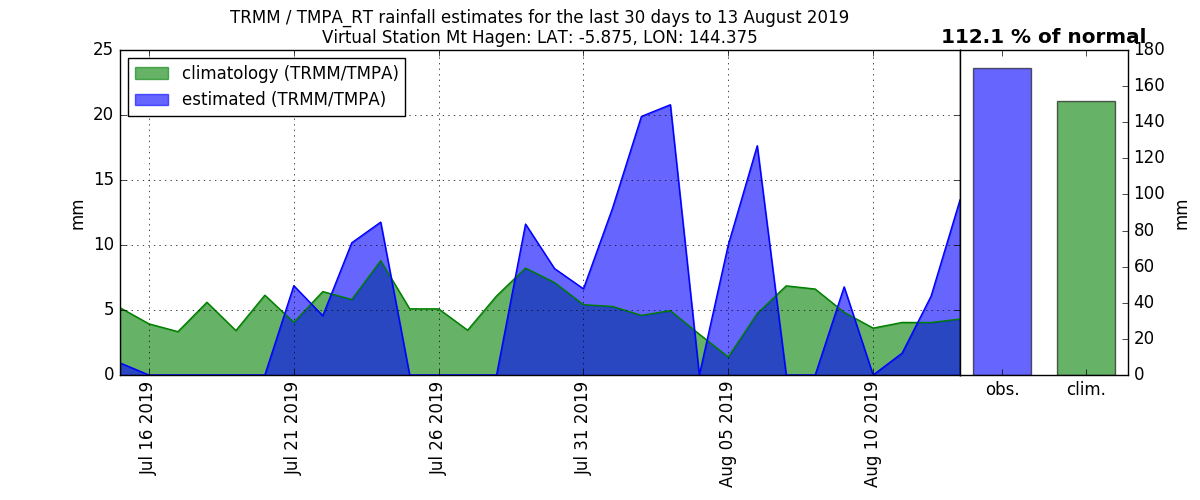 TRMM / TMPA_RT rainfall estimates for the last 30 days to 13 August 2019
Virtual Station Mt Hagen: LAT: -5.875, LON: 144.375
112.1 % of normal
climatology (TRMM/TMPA)
estimated (TRMM/TMPA)
25
20
15
10
5
0
mm
Jul 16 2019
Jul 21 2019
Jul 26 2019
Jul 31 2019
Aug 05 2019
Aug 10 2019
obs.
clim.
180
160
140
120
100
80
60
40
20
0
mm